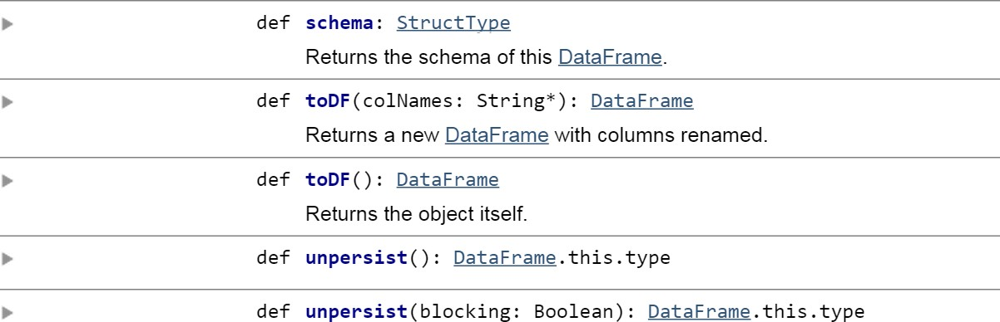 def schema: StructType
Returns the schema of this DataFrame.
def toDF(colNames: String*): DataFrame
Returns a new DataFrame with columns renamed.
def toDF(): DataFrame
Returns the object itself.
def unpersist(): DataFrame.this.type
def unpersist(blocking: Boolean): DataFrame.this.type